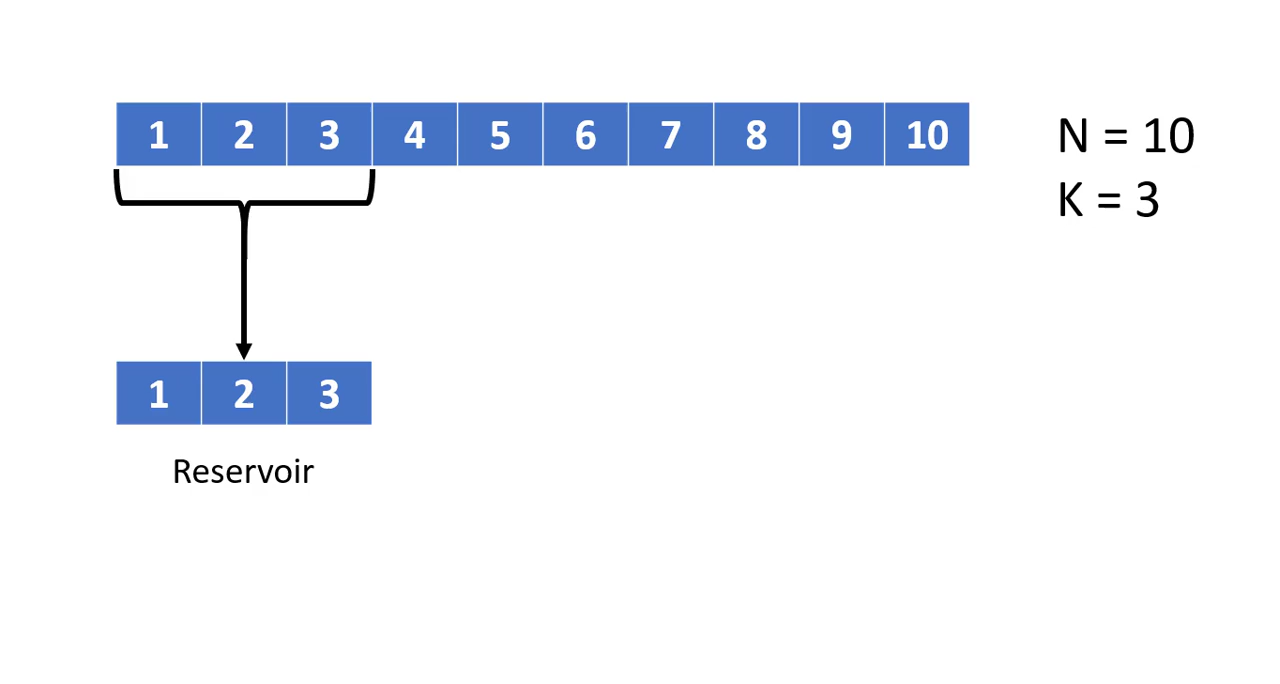 1 2 3 4 5 6 7 8 9 10
N = 10
K = 3
1 2 3
Reservoir